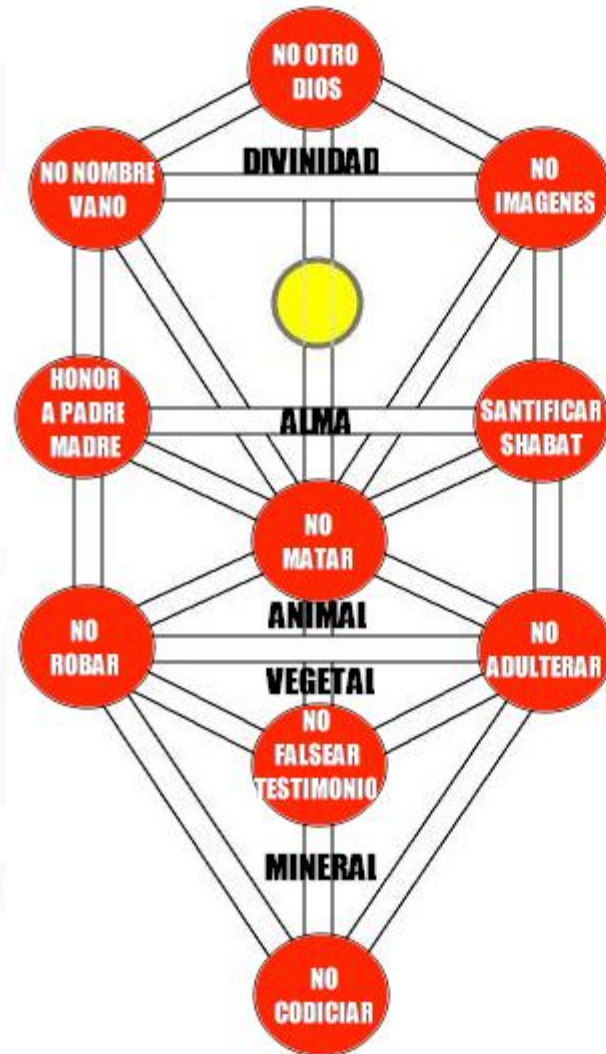 NO OTRO
DIOS
DIVINIDAD
NO NOMBRE
VANO
NO
IMAGENES
HONOR
A PADRE
MADRE
ALMA
SANTIFICAR
SHABAT
NO
MATAR
ANIMAL
NO
ROBAR
NO
ADULTERAR
VEGETAL
NO
FALSEAR
TESTIMONIO
MINERAL
NO
CODICIAR